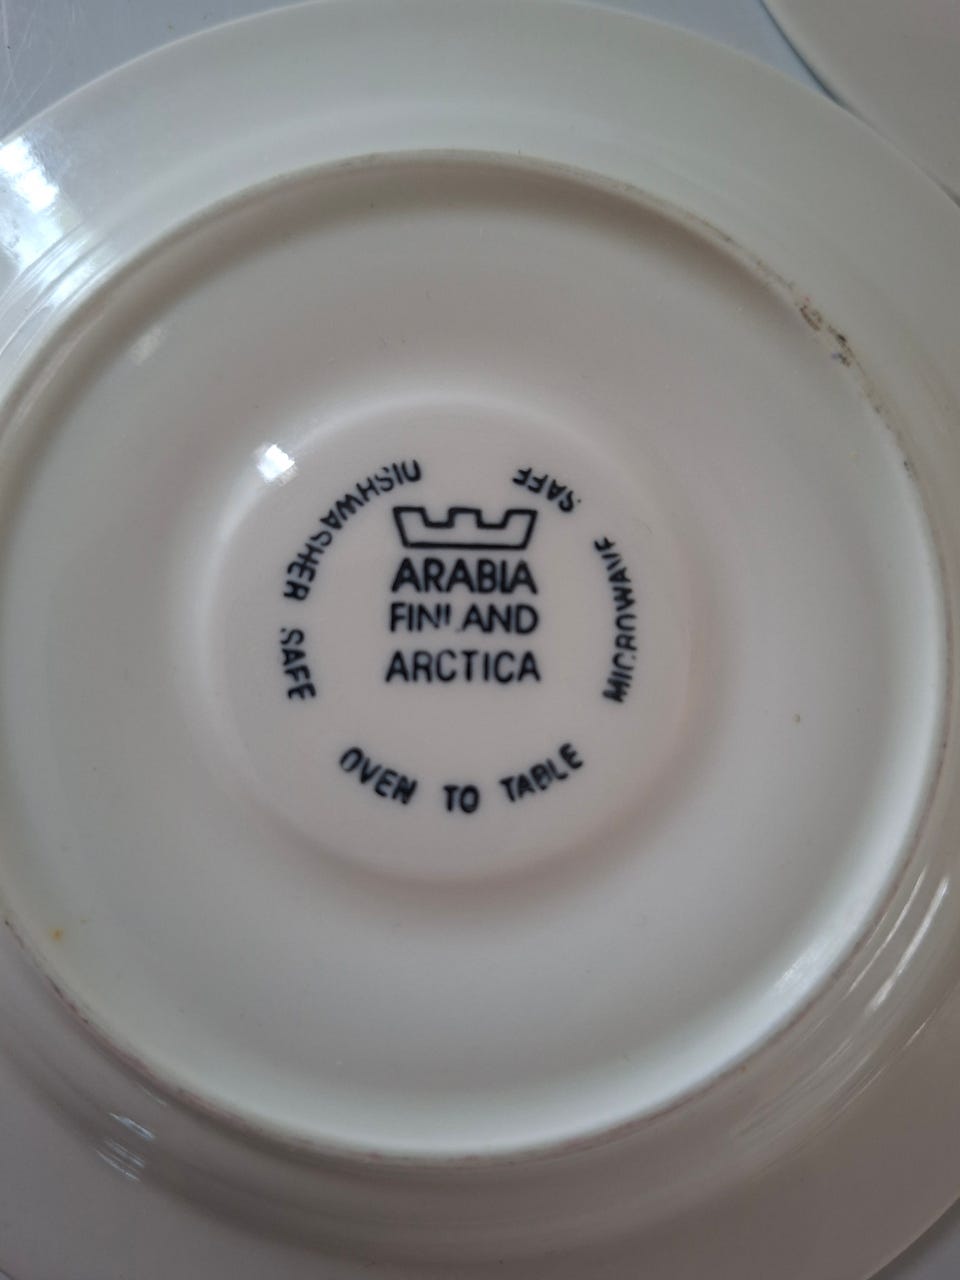 ARABIA
FINLAND
ARCTICA
DISHWASHER SAFE
OVEN TO TABLE
MICROWAVE SAFE